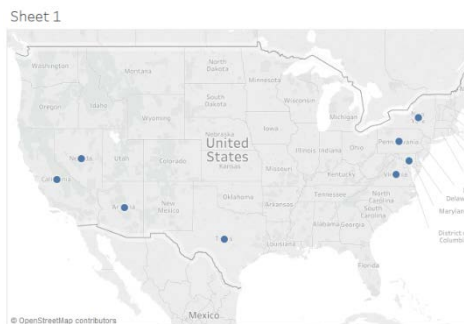 Sheet 1
Washington
Montana
North
Dakota
Minnesota
Oregon
Idaho
South
Dakota
Wisconsin
Michigan
Wyoming
Nebraska
Iowa
Pennsylvania
Nevada
Utah
Colorado
United
States
Kansas
Illinois Indiana
Ohio
Missouri
Kentucky
California
Delaw
Maryland
District o
Columbi
Oklahoma
Arkansas
Tennessee
North
Carolina
South
Carolina
New
Mexico
Alabama Georgia
Louisiana
Florida
Mexico
© OpenStreetMap contributors